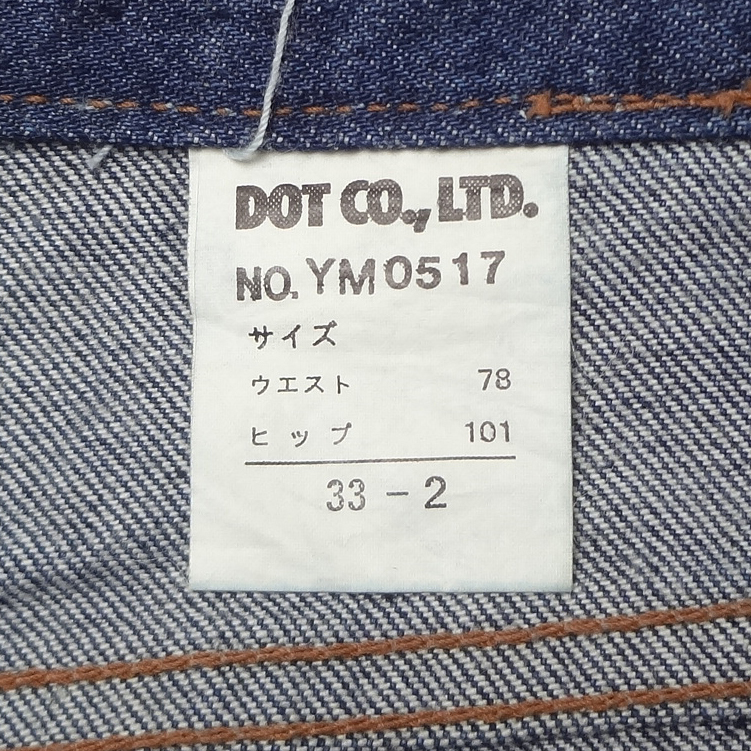 DOT CO., LTD.
NO. YM0517
サイズ
ウエスト 78
ヒップ 101
33 - 2